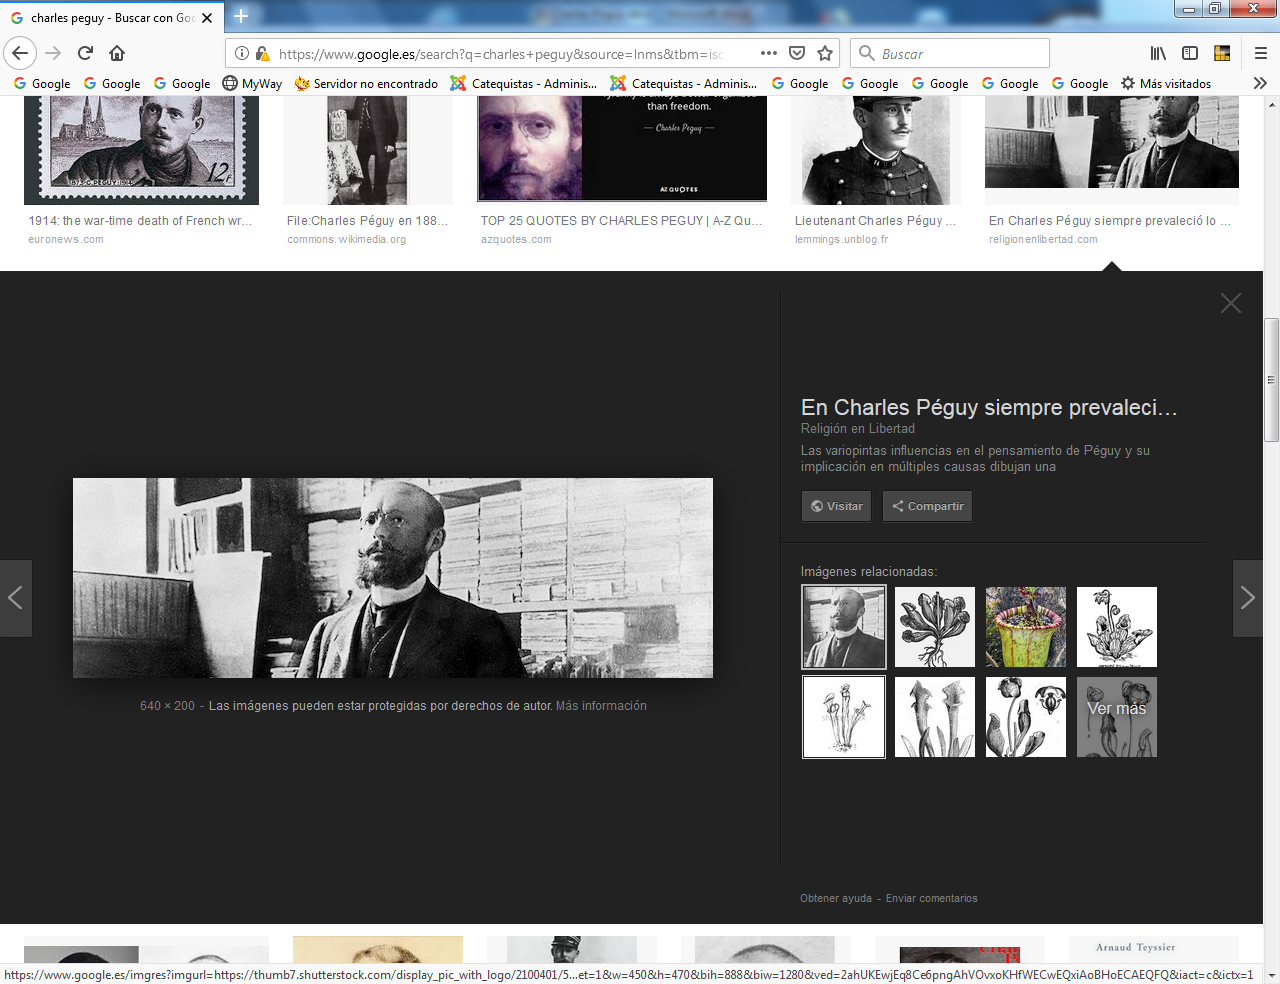 charles peguy - Buscar con Goo
https://www.google.es/search?q=charles+peguy&source=lnms&tbm=isc
Buscar
Google
Google
Google
MyWay
Servidor no encontrado
Catequistas - Adminis...
Catequistas - Adminis...
Google
Google
Google
Google
Google
Más visitados
12F
1873-C.PEGUY-1914
than freedom.
— Charles Peguy —
AZ QUOTES
1914: the war-time death of French wr...
euronews.com
File:Charles Péguy en 188...
commons.wikimedia.org
TOP 25 QUOTES BY CHARLES PEGUY | A-Z Qu...
azquotes.com
Lieutenant Charles Péguy ...
lemmings.unblog.fr
En Charles Péguy siempre prevaleció lo ...
religionenlibertad.com
En Charles Péguy siempre prevaleci...
Religión en Libertad
Las variopintas influencias en el pensamiento de Péguy y su
implicación en múltiples causas dibujan una
Visitar
Compartir
Imágenes relacionadas:
Ver más
640 × 200 - Las imágenes pueden estar protegidas por derechos de autor. Más información
Obtener ayuda - Enviar comentarios
Arnaud Teyssier
https://www.google.es/imgres?imgurl=https://thumb7.shutterstock.com/display_pic_with_logo/2100401/5...et=1&w=450&h=470&bih=888&biw=1280&ved=2ahUKEwjEq8Ce6pngAhVOvxoKHfWECwEQxiAoBHoECAEQFQ&iact=c&ictx=1